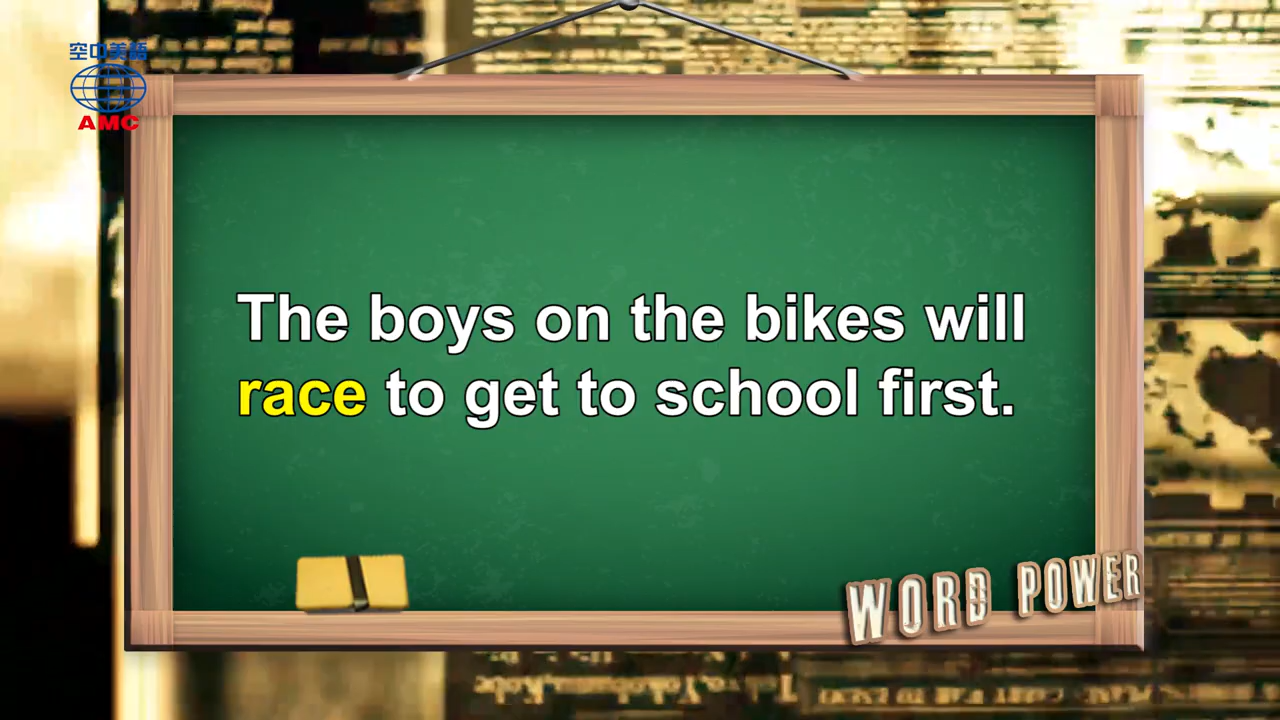 空中美語
AMC
The boys on the bikes will
race to get to school first.
WORD POWER